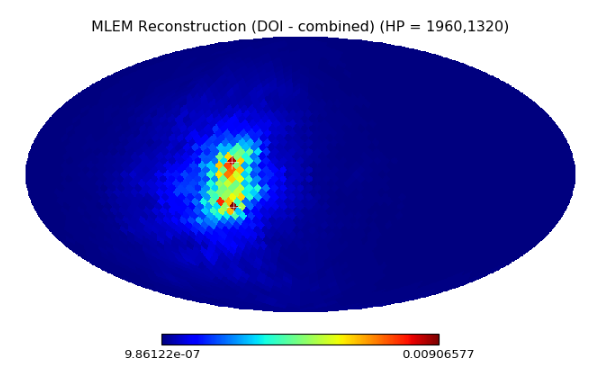 MLEM Reconstruction (DOI - combined) (HP = 1960,1320)
9.86122e-07 0.00906577